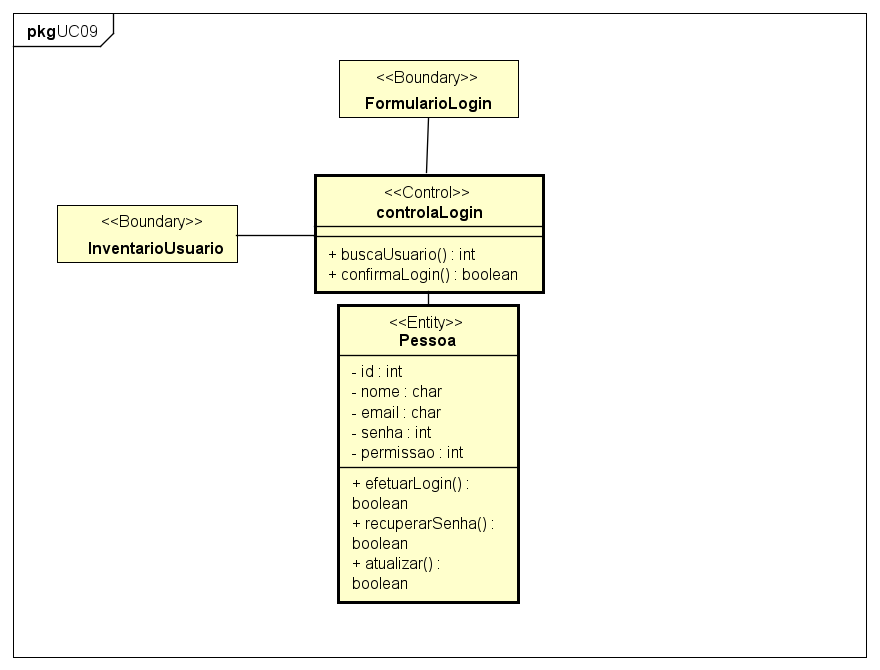 pkgUC09
<<Boundary>>
FormularioLogin
<<Control>>
controlaLogin
+ buscaUsuario() : int
+ confirmaLogin() : boolean
<<Boundary>>
InventarioUsuario
<<Entity>>
Pessoa
- id : int
- nome : char
- email : char
- senha : int
- permissao : int
+ efetuarLogin() :
boolean
+ recuperarSenha() :
boolean
+ atualizar() :
boolean